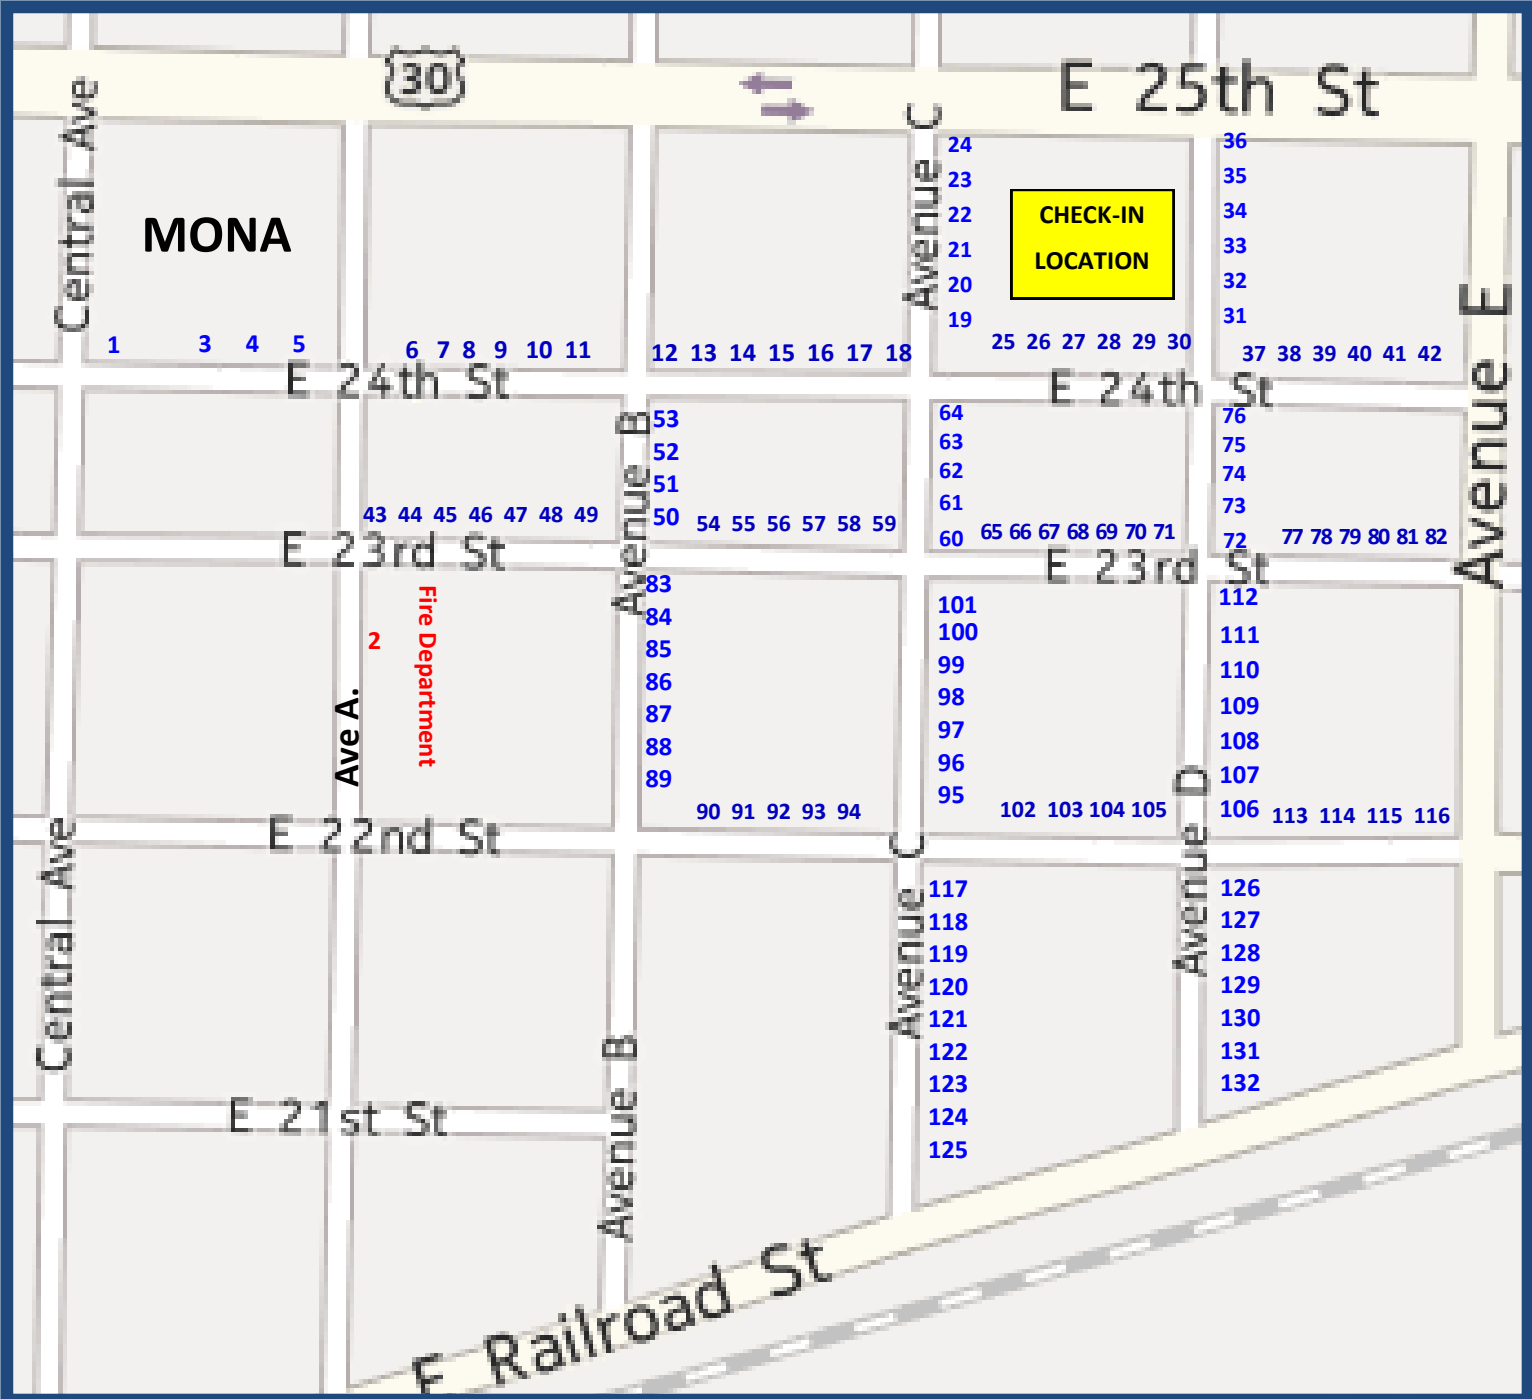 30
E 25th St
Central Ave
Avenue C
MONA
CHECK-IN
LOCATION
24
23
22
21
20
19
36
35
34
33
32
31
Avenue E
1 3 4 5
6 7 8 9 10 11
12 13 14 15 16 17 18
25 26 27 28 29 30
37 38 39 40 41 42
E 24th St
E 24th St
Avenue B
53
52
51
50
64
63
62
61
60
76
75
74
73
72
43 44 45 46 47 48 49
54 55 56 57 58 59
65 66 67 68 69 70 71
77 78 79 80 81 82
E 23rd St
E 23rd St
Fire Department
2
Ave A.
83
84
85
86
87
88
89
101
100
99
98
97
96
95
112
111
110
109
108
107
106
90 91 92 93 94
102 103 104 105
113 114 115 116
E 22nd St
Central Ave
Avenue C
Avenue D
117
118
119
120
121
122
123
124
125
126
127
128
129
130
131
132
Avenue B
E 21st St
E Railroad St